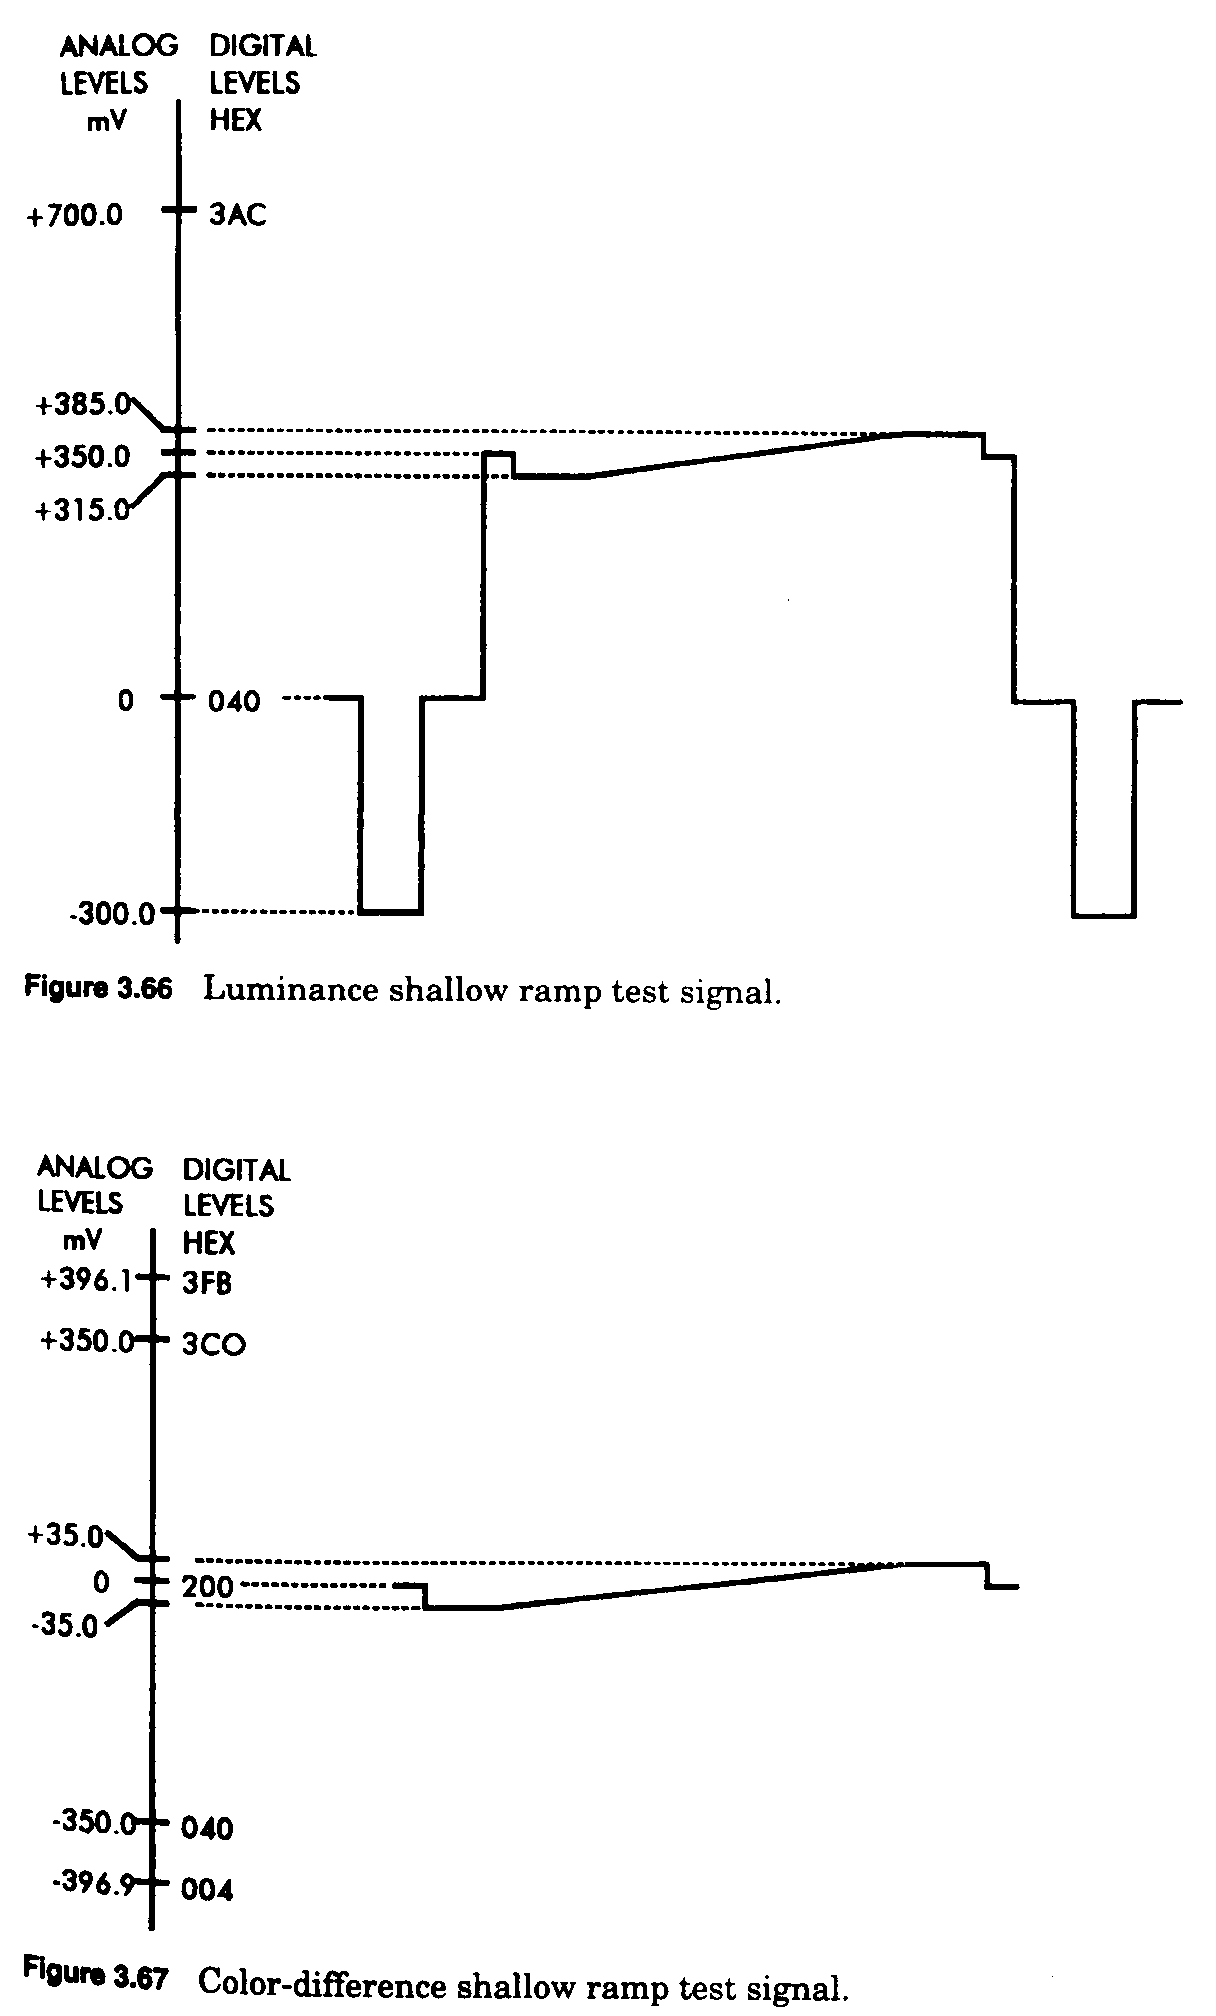 ANALOG DIGITAL
LEVELS LEVELS
mV HEX
+700.0 3AC
+385.0
+350.0
+315.0
0 040
-300.0
Figure 3.66 Luminance shallow ramp test signal.
ANALOG DIGITAL
LEVELS LEVELS
mV HEX
+396.1 3FB
+350.0 3CO
+35.0
0 200
-35.0
-350.0 040
-396.9 004
Figure 3.67 Color-difference shallow ramp test signal.